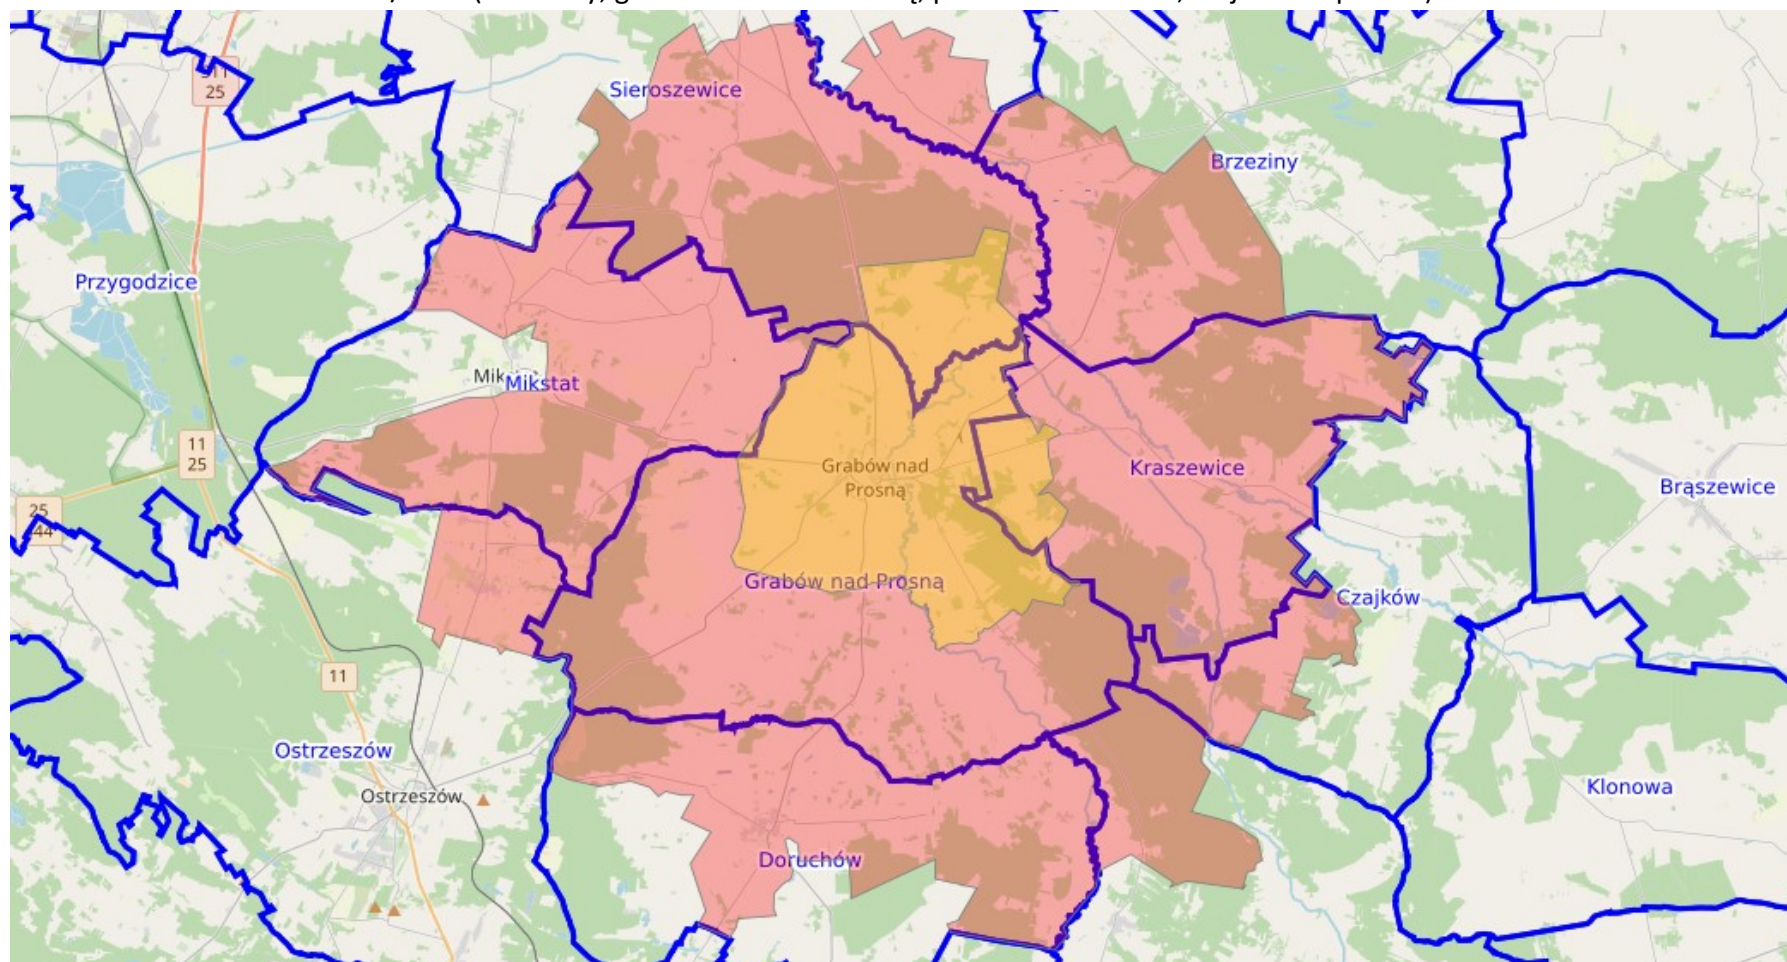 311
25
Sieroszewice
Brzeziny
Przygodzice
Mikstat
11
25
Grabów nad
Prosną
Kraszewice
Brąszewice
25
Grabów nad Prosną
Czajków
11
Ostrzeszów
Ostrzeszów
Klonowa
Doruchów